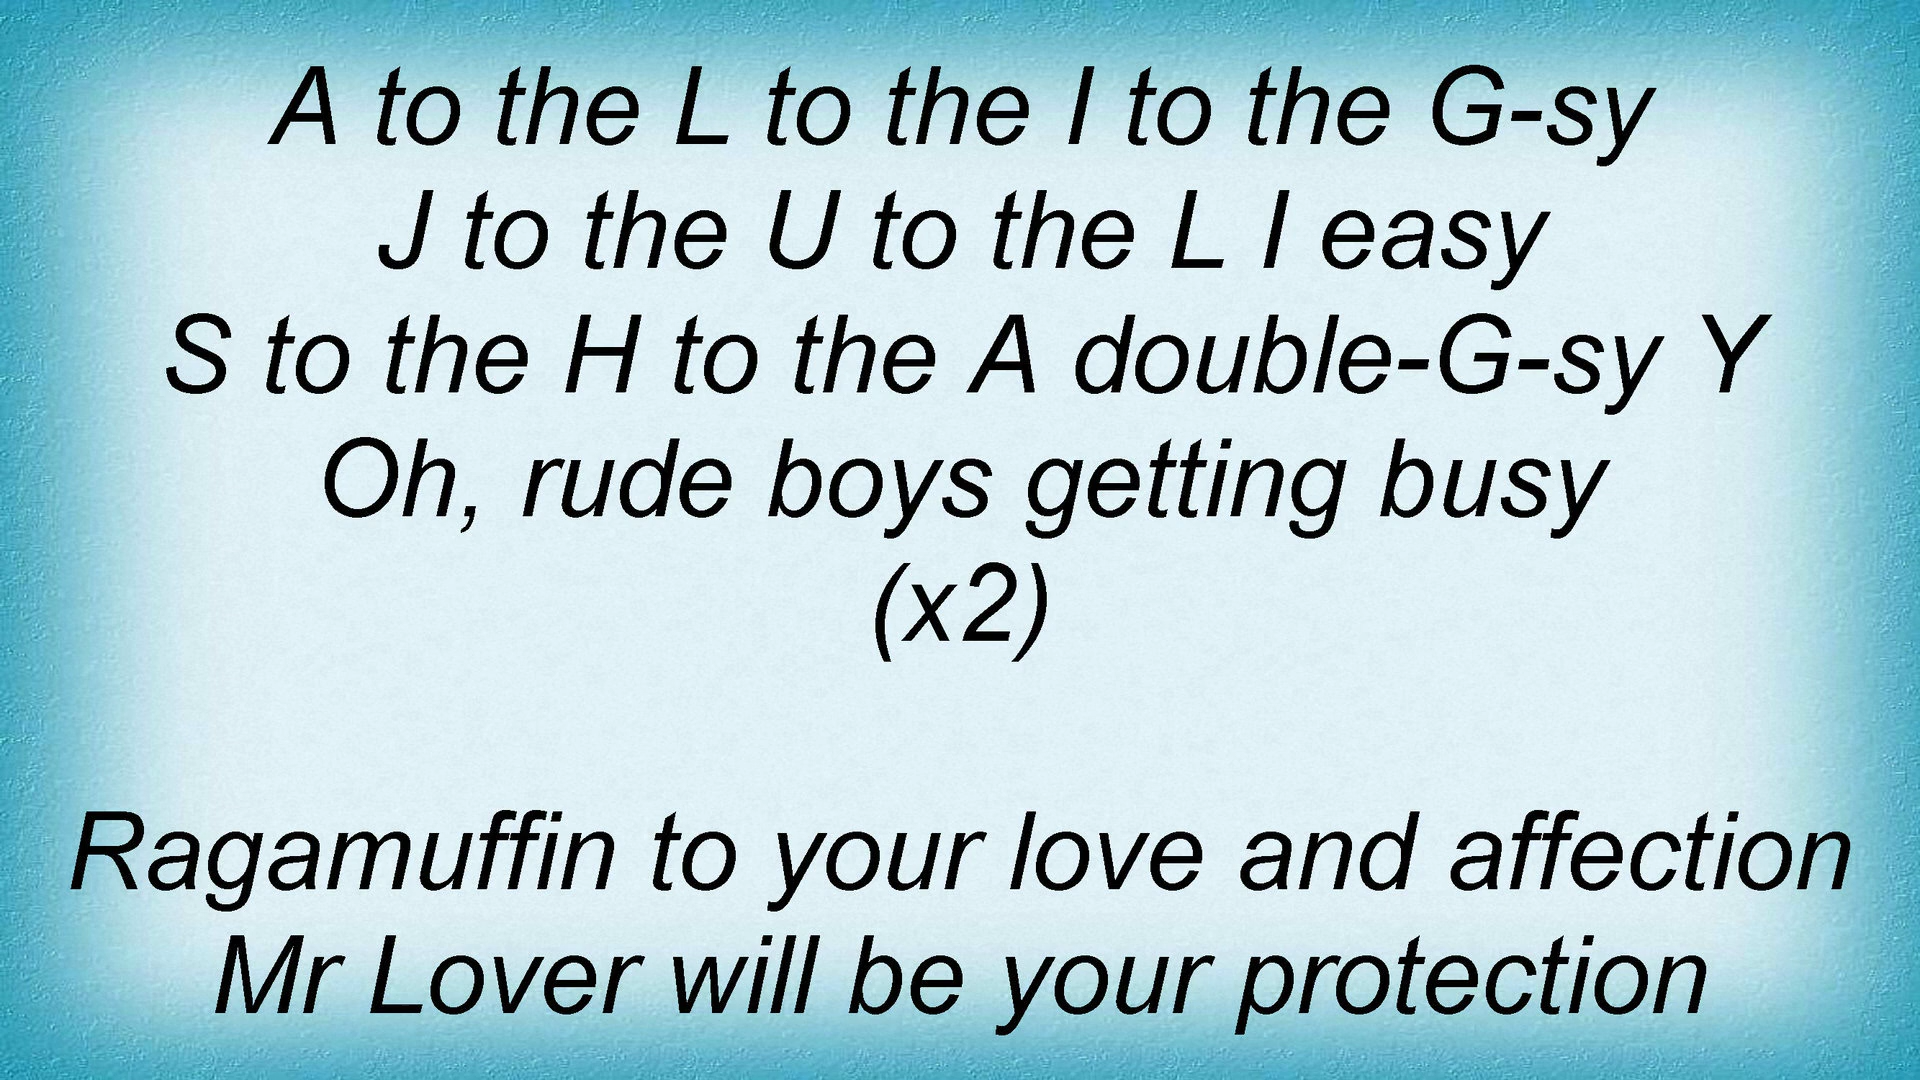 A to the L to the I to the G-sy
J to the U to the L I easy
S to the H to the A double-G-sy Y
Oh, rude boys getting busy
(x2)
Ragamuffin to your love and affection
Mr Lover will be your protection